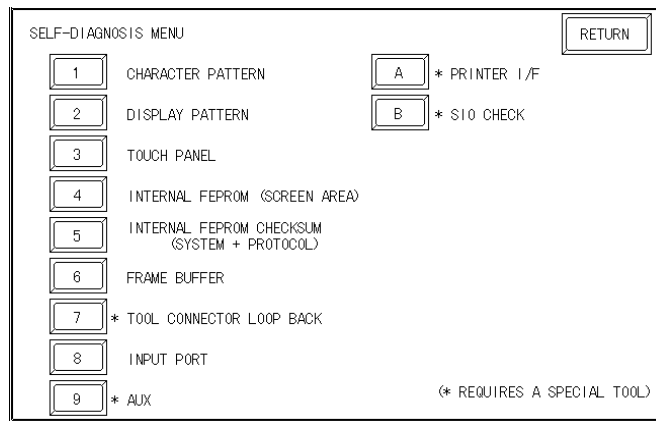 SELF-DIAGNOSIS MENU
RETURN
1 CHARACTER PATTERN
2 DISPLAY PATTERN
3 TOUCH PANEL
4 INTERNAL FEPROM (SCREEN AREA)
5 INTERNAL FEPROM CHECKSUM
(SYSTEM + PROTOCOL)
6 FRAME BUFFER
7 * TOOL CONNECTOR LOOP BACK
8 INPUT PORT
9 * AUX
A * PRINTER I/F
B * SIO CHECK
(* REQUIRES A SPECIAL TOOL)